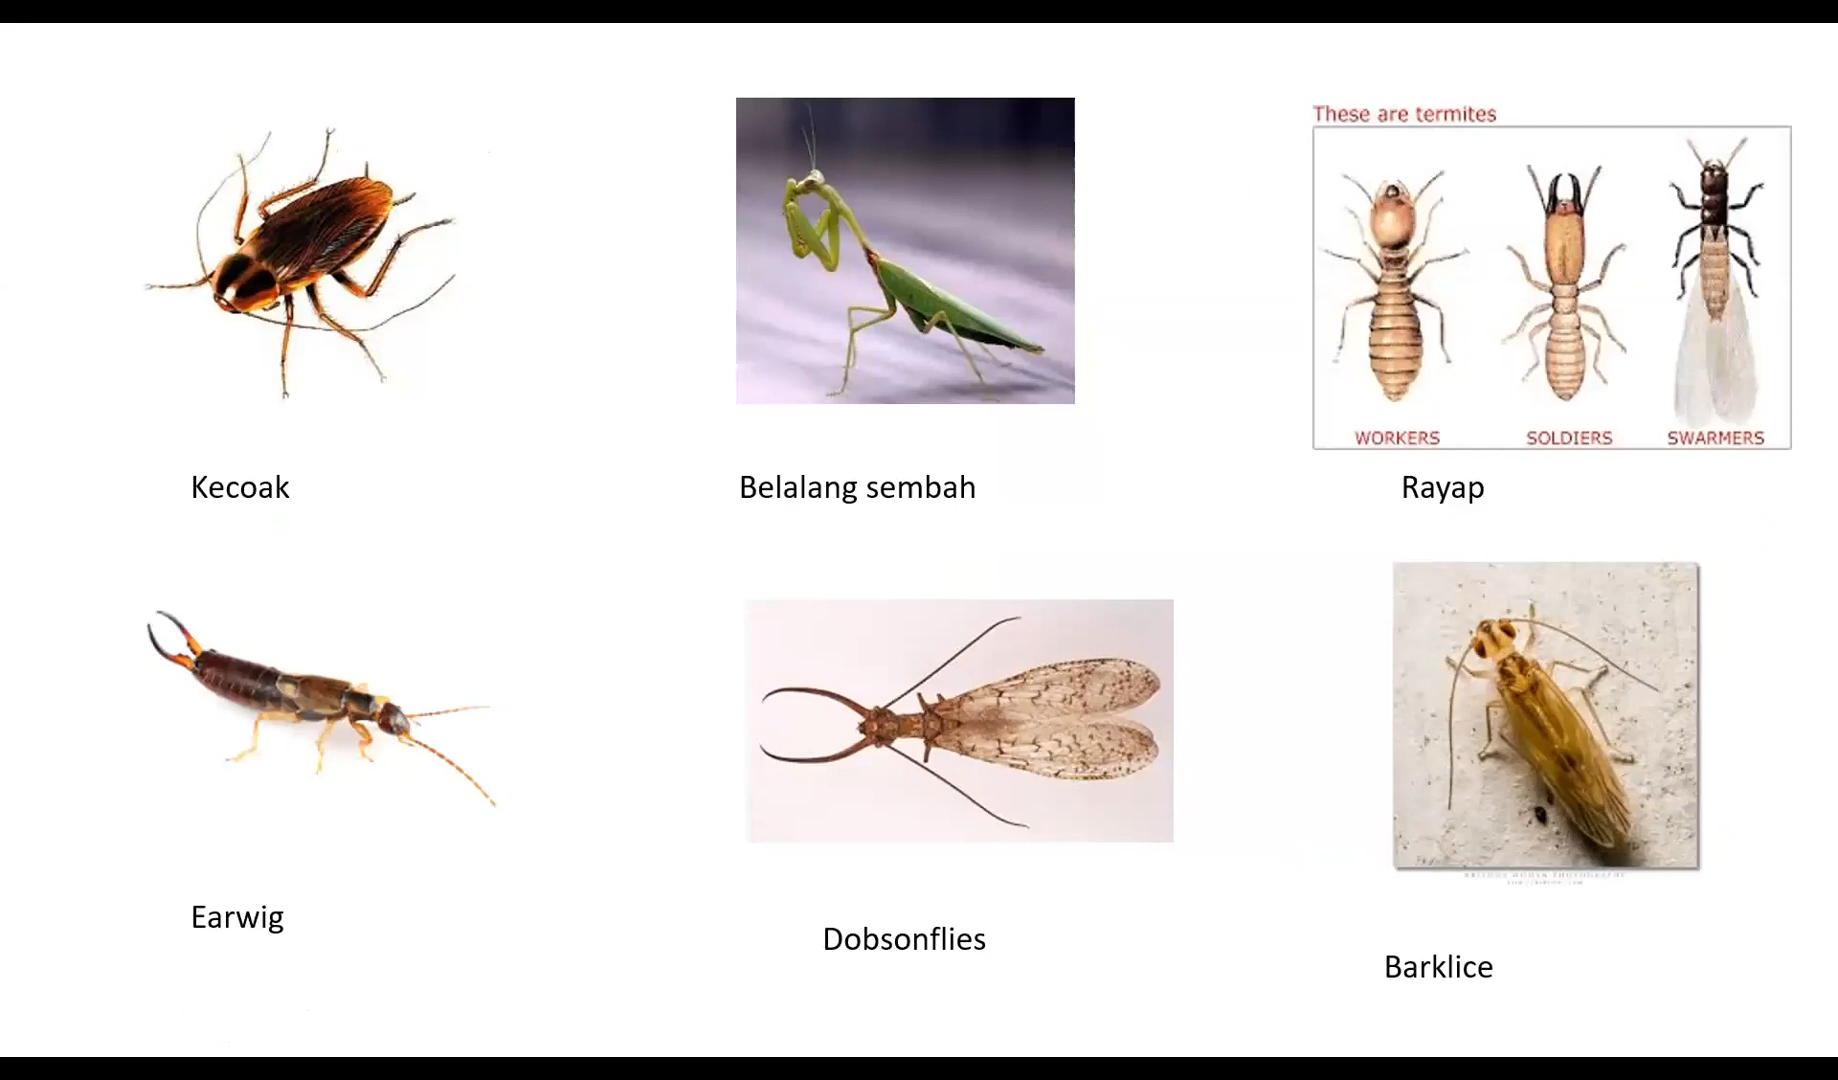 These are termites
WORKERS SOLDIERS SWARMERS
Kecoak
Belalang sembah
Rayap
Earwig
Dobsonflies
Barklice